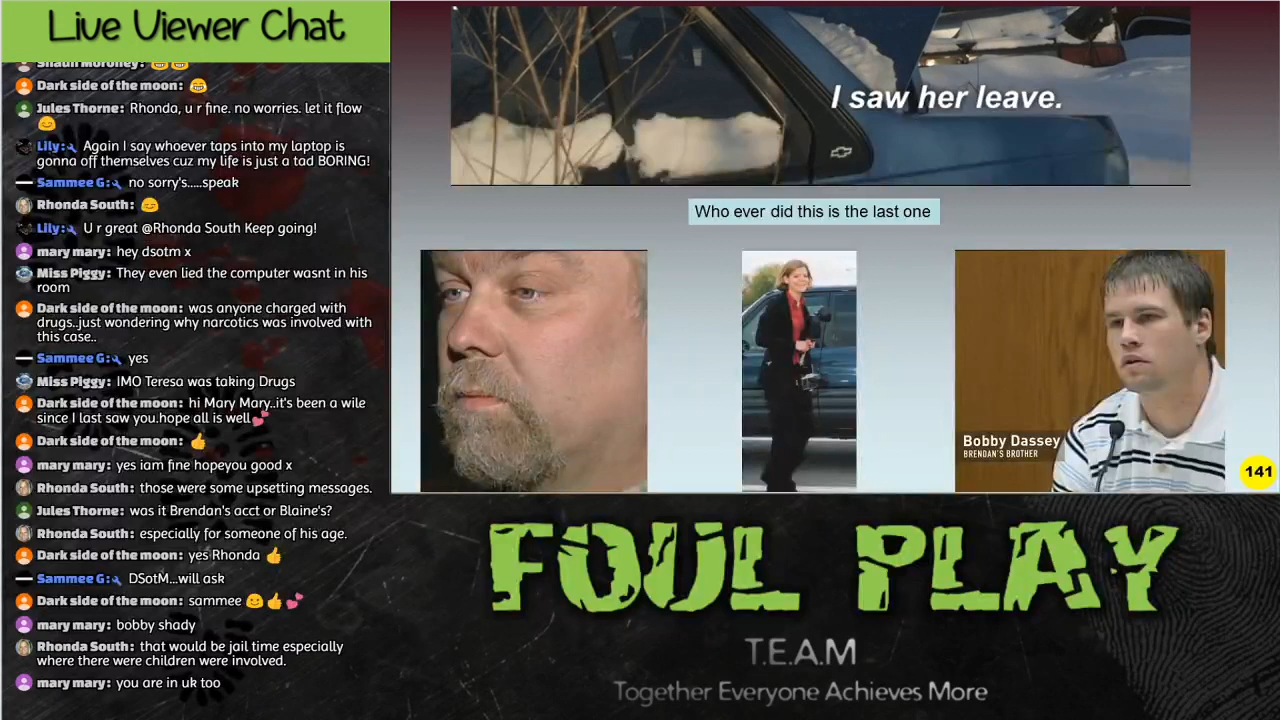 Live Viewer Chat
Shaun Moroney: 😁😁
Dark side of the moon: 😁
Jules Thorne: Rhonda, u r fine. no worries. let it flow
😊
Lily: Again I say whoever taps into my laptop is
gonna off themselves cuz my life is just a tad BORING!
Sammee G: no sorry's.....speak
Rhonda South: 😊
Lily: U r great @Rhonda South Keep going!
mary mary: hey dsotm x
Miss Piggy: They even lied the computer wasnt in his
room
Dark side of the moon: was anyone charged with
drugs..just wondering why narcotics was involved with
this case..
Sammee G: yes
Miss Piggy: IMO Teresa was taking Drugs
Dark side of the moon: hi Mary Mary..it's been a wile
since I last saw you.hope all is well💕
Dark side of the moon: 👍
mary mary: yes iam fine hopeyou good x
Rhonda South: those were some upsetting messages.
Jules Thorne: was it Brendan's acct or Blaine's?
Rhonda South: especially for someone of his age.
Dark side of the moon: yes Rhonda 👍
Sammee G: DSotM...will ask
Dark side of the moon: sammee 😊👍💕
mary mary: bobby shady
Rhonda South: that would be jail time especially
where there were children were involved.
mary mary: you are in uk too
I saw her leave.
Who ever did this is the last one
Bobby Dassey
BRENDAN'S BROTHER
141
FOUL PLAY
T.E.A.M
Together Everyone Achieves More